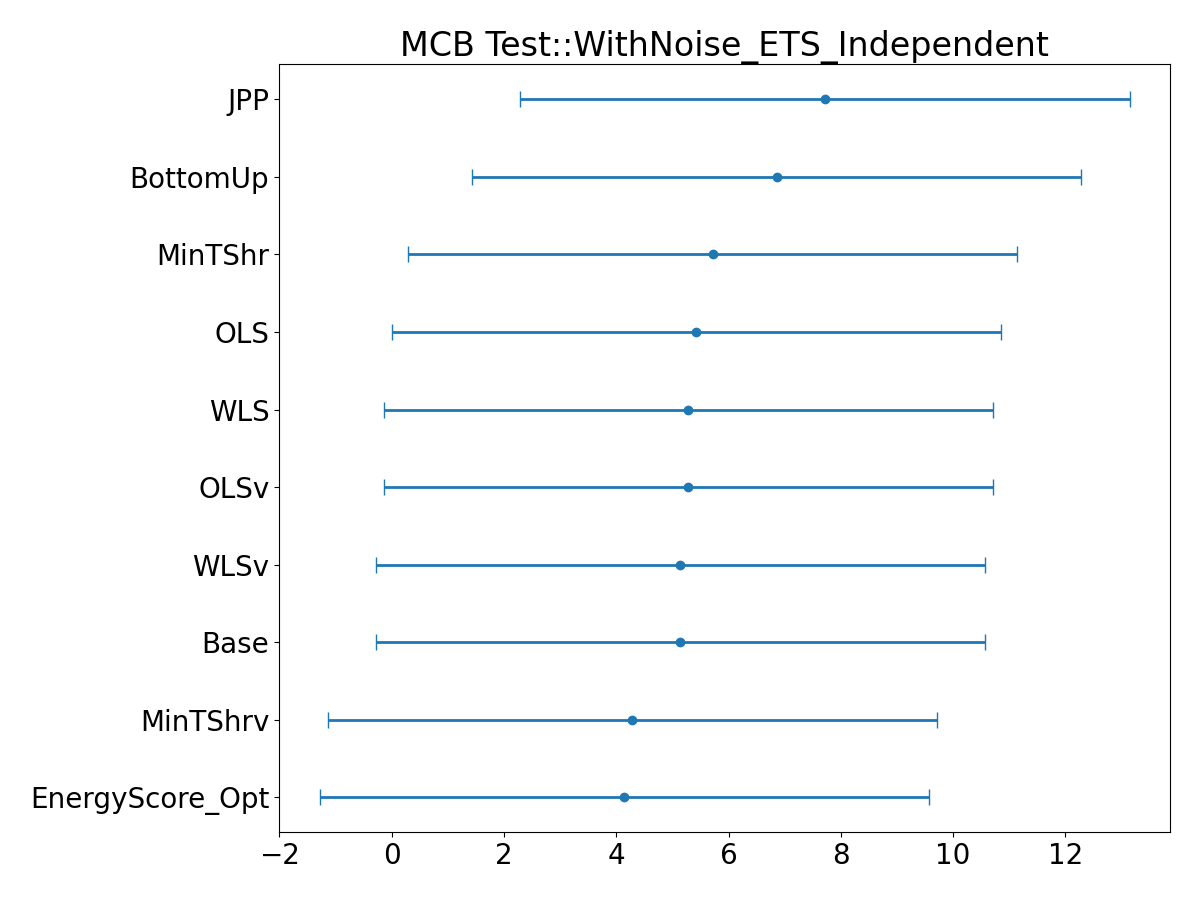 MCB Test::WithNoise_ETS_Independent
JPP
BottomUp
MinTShr
OLS
WLS
OLSv
WLSv
Base
MinTShrv
EnergyScore_Opt
−2 0 2 4 6 8 10 12